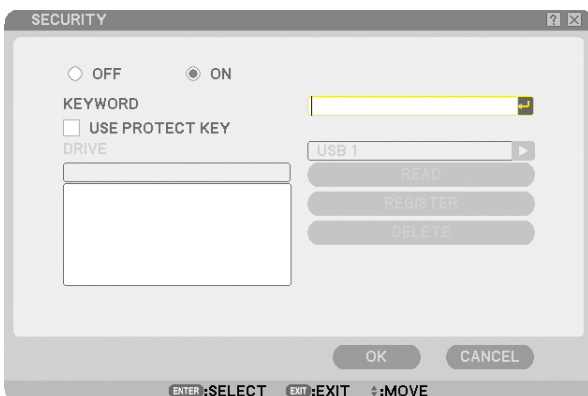 SECURITY ? X
OFF ON
KEYWORD
USE PROTECT KEY
DRIVE USB 1
READ
REGISTER
DELETE
OK CANCEL
ENTER :SELECT EXIT :EXIT :MOVE